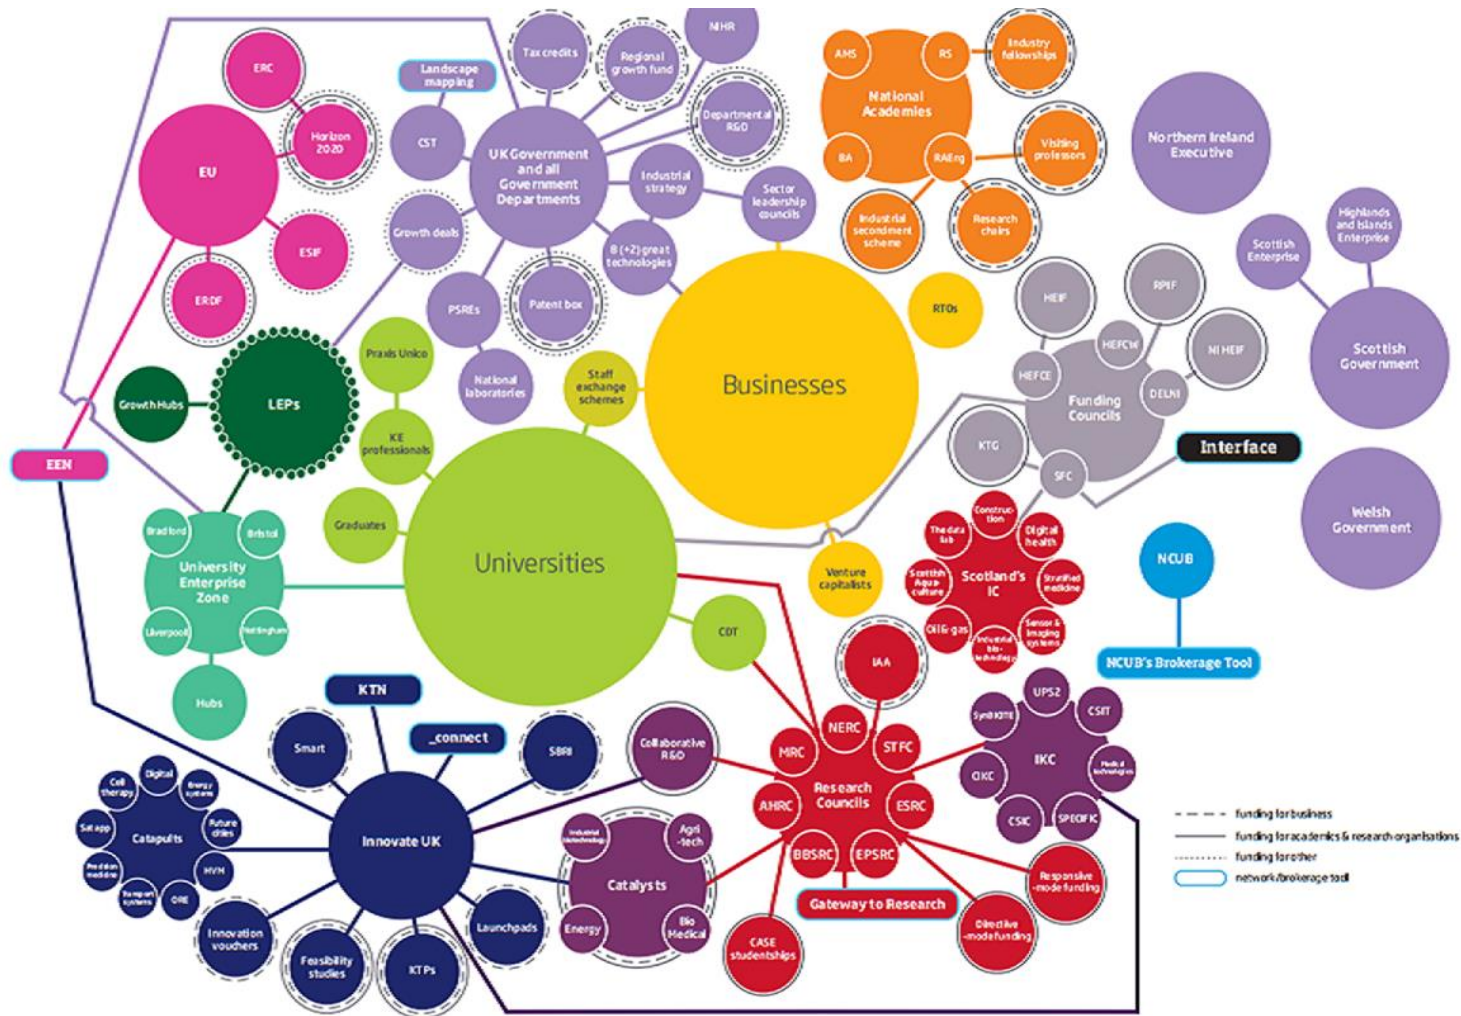 ERC
Horizon
2020
EU
ESIF
ERDF
EEN
Landscape
mapping
CST
Tax credits
Regional
growth fund
NIHR
Departmental
R&D
UK Government
and all
Government
Departments
Industrial
strategy
Sector
leadership
councils
8 (+2) great
technologies
Growth deals
PSREs
Patent box
National
laboratories
AMS
RS
National
Academies
BA
RAEng
Industry
fellowships
Visiting
professors
Industrial
secondment
scheme
Research
chairs
Northern Ireland
Executive
Highlands
and Islands
Enterprise
Scottish
Enterprise
Scottish
Government
Welsh
Government
LEPs
Growth Hubs
Praxis Unico
KE
professionals
Graduates
Staff
exchange
schemes
Businesses
RTOs
Venture
capitalists
Universities
CDT
HEIF
RPIF
NI HEIF
HEFCW
HEFCE
DELNI
Funding
Councils
KTG
SFC
Interface
Bradford
Bristol
University
Enterprise
Zone
Liverpool
Nottingham
Hubs
Construc-
tion
The data
lab
Digital
health
Scottish
Aqua-
culture
Scotland's
IC
Stratified
medicine
Oil & gas
Industrial
bio-
technology
Sensor &
imaging
systems
NCUB
NCUB's Brokerage Tool
KTN
_connect
Smart
SBRI
Collaborative
R&D
IAA
NERC
MRC
STFC
Research
Councils
AHRC
ESRC
BBSRC
EPSRC
Gateway to Research
UPS2
SynbiCITE
CSIT
IKC
CIKC
Medical
technologies
CSIC
SPECIFIC
Cell
therapy
Digital
Energy
systems
Sat app
Catapults
Future
cities
Precision
medicine
HVM
Transport
systems
ORE
Innovate UK
Innovation
vouchers
Feasibility
studies
KTPs
Launchpads
Industrial
biotechnology
Agri
-tech
Catalysts
Energy
Bio
Medical
CASE
studentships
Directive
-mode funding
Responsive
-mode funding
funding for business
funding for academics & research organisations
funding for other
network/brokerage tool